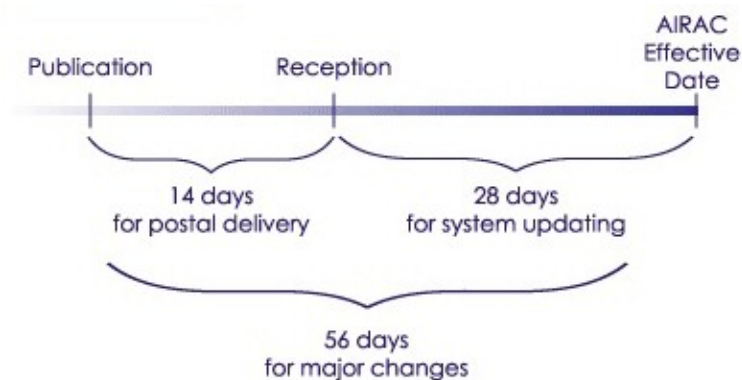 Publication
Reception
AIRAC
Effective
Date
14 days
for postal delivery
28 days
for system updating
56 days
for major changes